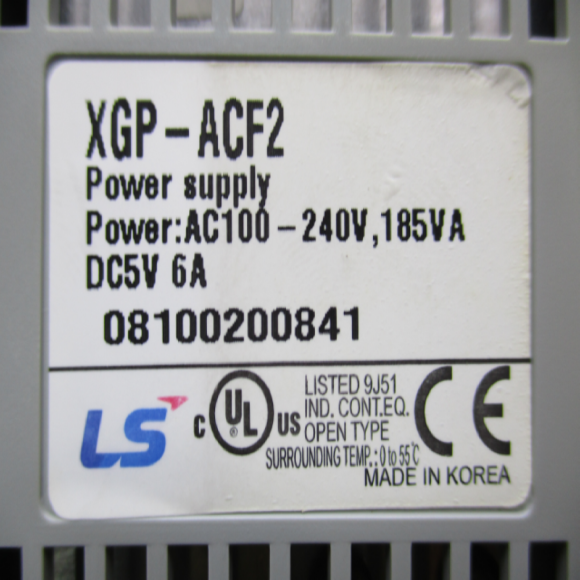 XGP-ACF2
Power supply
Power:AC100-240V,185VA
DC5V 6A
08100200841
LS
C UL ® US
LISTED 9J51
IND. CONT.EQ.
OPEN TYPE
SURROUNDING TEMP.: 0 to 55℃
CE
MADE IN KOREA